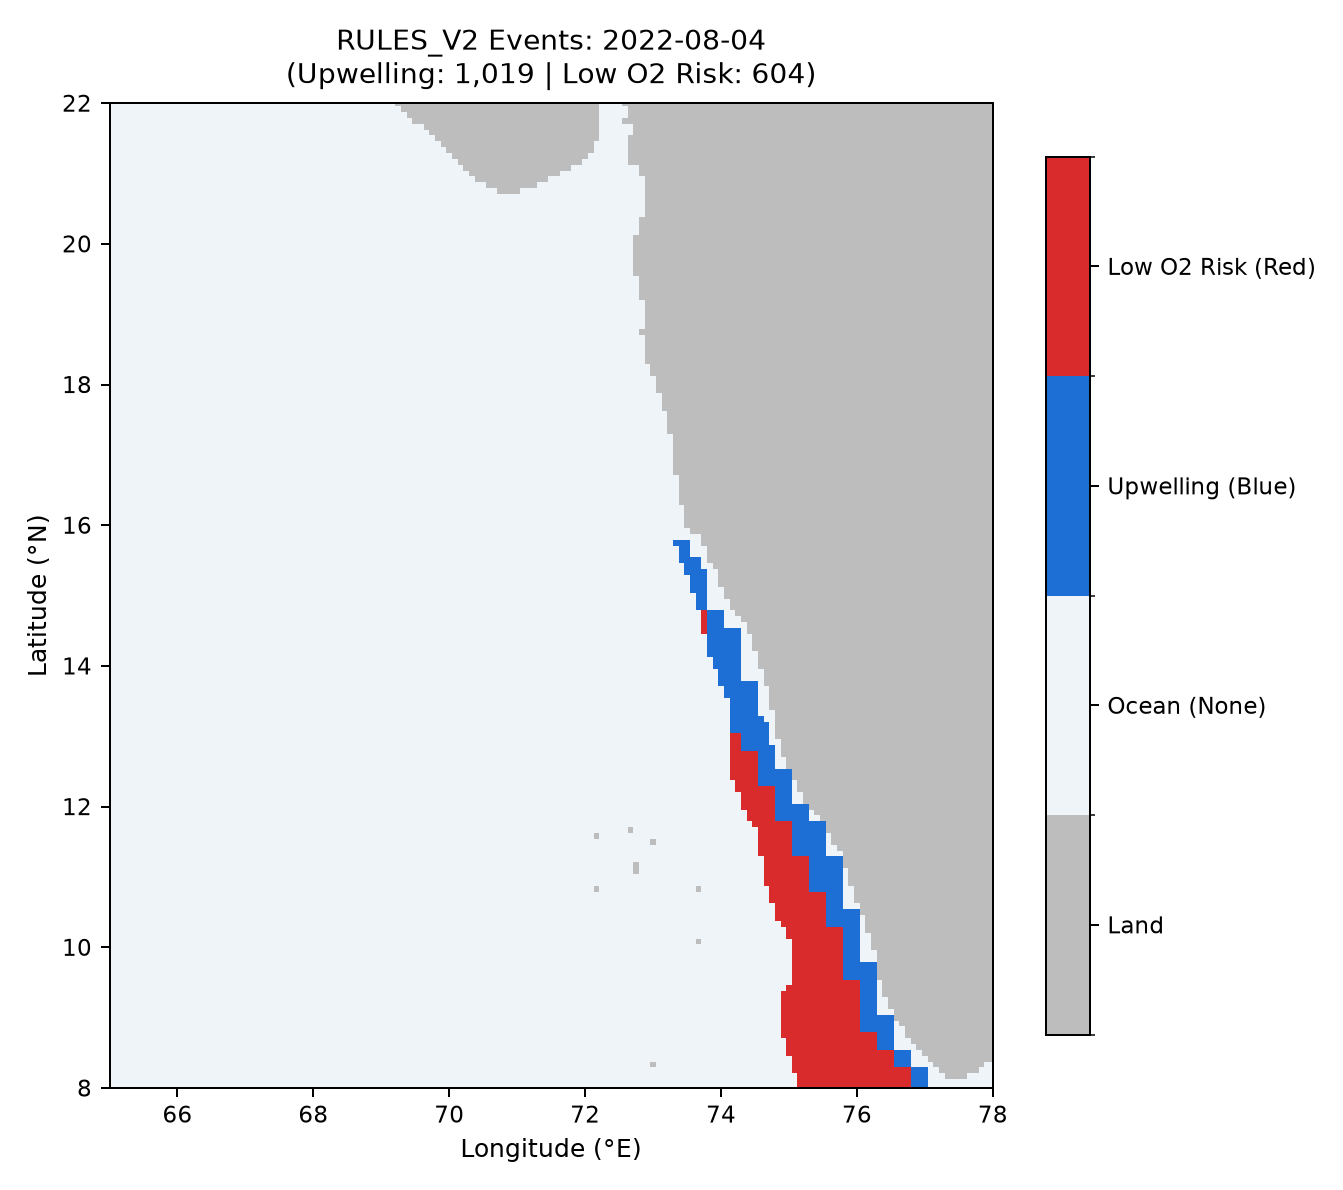 RULES_V2 Events: 2022-08-04
(Upwelling: 1,019 | Low O2 Risk: 604)
22
20
18
16
14
12
10
8
Latitude (°N)
66
68
70
72
74
76
78
Longitude (°E)
Low O2 Risk (Red)
Upwelling (Blue)
Ocean (None)
Land